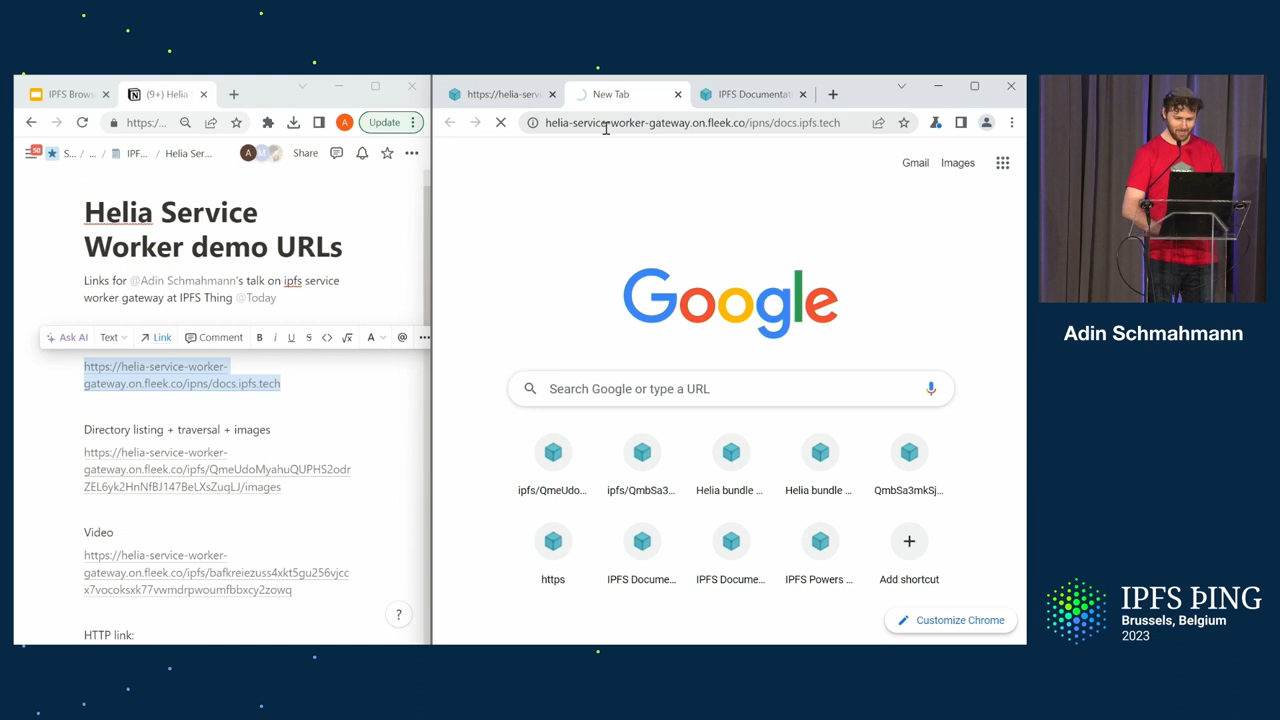 IPFS Brow
(9+) Helia
https://helia-servi
New Tab
IPFS Documentat
https:/...
Update
helia-service-worker-gateway.on.fleek.co/ipns/docs.ipfs.tech
50
S...
/ ... /
IPF...
/
Helia Ser...
Share
Gmail
Images
Helia Service
Worker demo URLs
Links for @Adin Schmahmann's talk on ipfs service
worker gateway at IPFS Thing @Today
Ask AI
Text
Link
Comment
B
i
U
S
A
@
https://helia-service-worker-
gateway.on.fleek.co/ipns/docs.ipfs.tech
Directory listing + traversal + images
https://helia-service-worker-
gateway.on.fleek.co/ipfs/QmeUdoMyahuQUPHS2odr
ZEL6yk2HnNfBJ147BeLXsZuqLJ/images
Video
https://helia-service-worker-
gateway.on.fleek.co/ipfs/bafkreiezuss4xkt5gu256vjcc
x7vocoksxk77vwmdrpwoumfbbxcy2zowq
?
HTTP link:
Google
Search Google or type a URL
ipfs/QmeUdo...
ipfs/QmbSa3...
Helia bundle ...
Helia bundle ...
QmbSa3mkSj...
https
IPFS Docume...
IPFS Docume...
IPFS Powers ...
Add shortcut
Customize Chrome
Adin Schmahmann
IPFS ÞING
Brussels, Belgium
2023